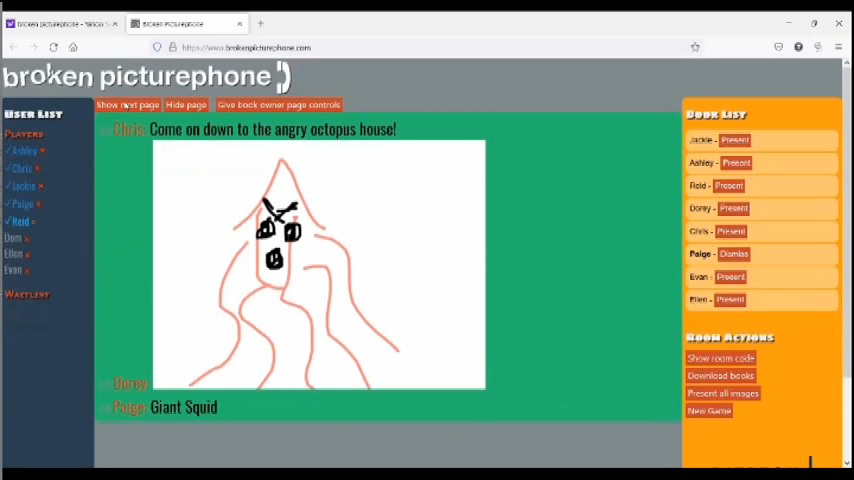 broken picturephone - Yahoo S
Broken Picturephone
https://www.brokenpicturephone.com
broken picturephone
User List
Players
✓Ashley
✓Chris
✓Jackie
✓Paige
✓Reid
Dom
Ellen
Evan
Waitlist
Show next page Hide page Give book owner page controls
Chris: Come on down to the angry octopus house!
Dorey:
Paige: Giant Squid
Book List
Jackie - Present
Ashley - Present
Reid - Present
Dorey - Present
Chris - Present
Paige - Dismiss
Evan - Present
Ellen - Present
Room Actions
Show room code
Download books
Present all images
New Game